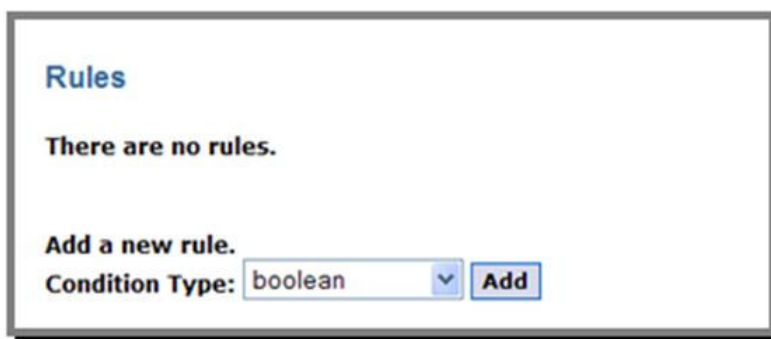 Rules
There are no rules.
Add a new rule.
Condition Type: boolean Add